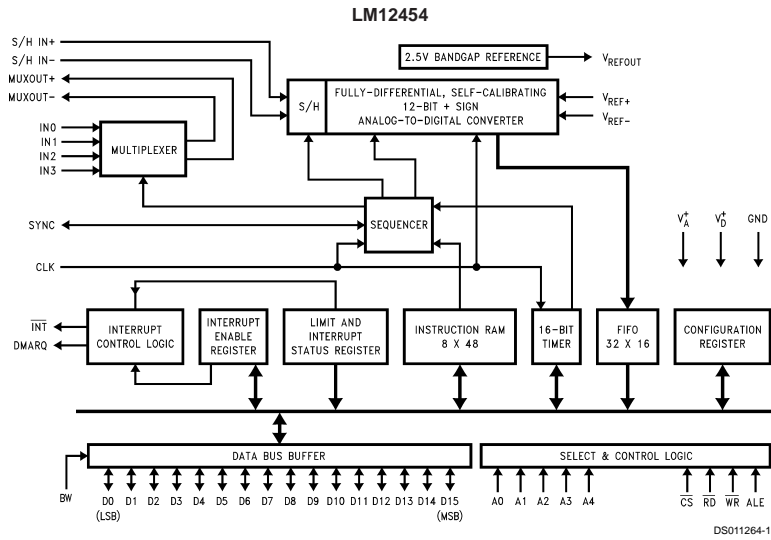 LM12454
S/H IN+
S/H IN-
MUXOUT+
MUXOUT-
2.5V BANDGAP REFERENCE
VREFOUT
S/H
FULLY-DIFFERENTIAL, SELF-CALIBRATING
12-BIT + SIGN
ANALOG-TO-DIGITAL CONVERTER
VREF+
VREF-
IN0
IN1
IN2
IN3
MULTIPLEXER
SYNC
SEQUENCER
CLK
VA+
VD+
GND
INT
DMARQ
INTERRUPT
CONTROL LOGIC
INTERRUPT
ENABLE
REGISTER
LIMIT AND
INTERRUPT
STATUS REGISTER
INSTRUCTION RAM
8 X 48
16-BIT
TIMER
FIFO
32 X 16
CONFIGURATION
REGISTER
DATA BUS BUFFER
SELECT & CONTROL LOGIC
BW
D0 D1 D2 D3 D4 D5 D6 D7 D8 D9 D10 D11 D12 D13 D14 D15
(LSB) (MSB)
A0 A1 A2 A3 A4
CS RD WR ALE
DS011264-1